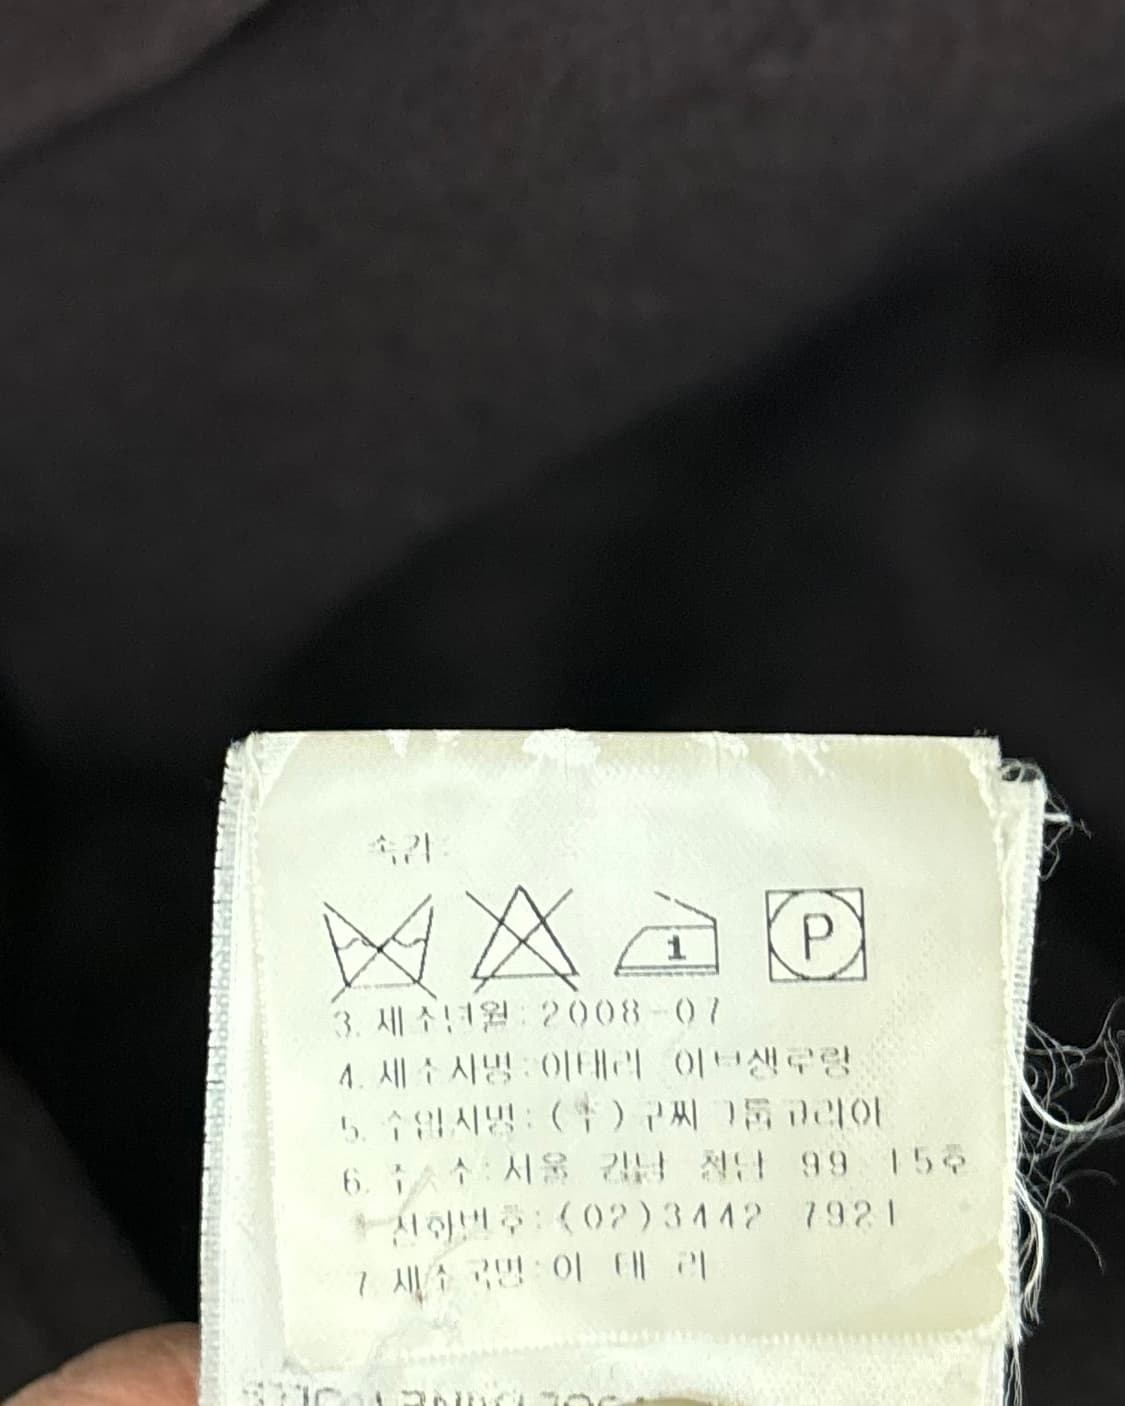 속감:
1
P
3. 제조년월: 2008-07
4. 제조사명: 이태리 이브생로랑
5. 수입사명: (주)구찌그룹코리아
6. 주 소: 서울 강남 청담 99 15호
전화번호: (02)3442 7921
7. 제조국명: 이 태 리